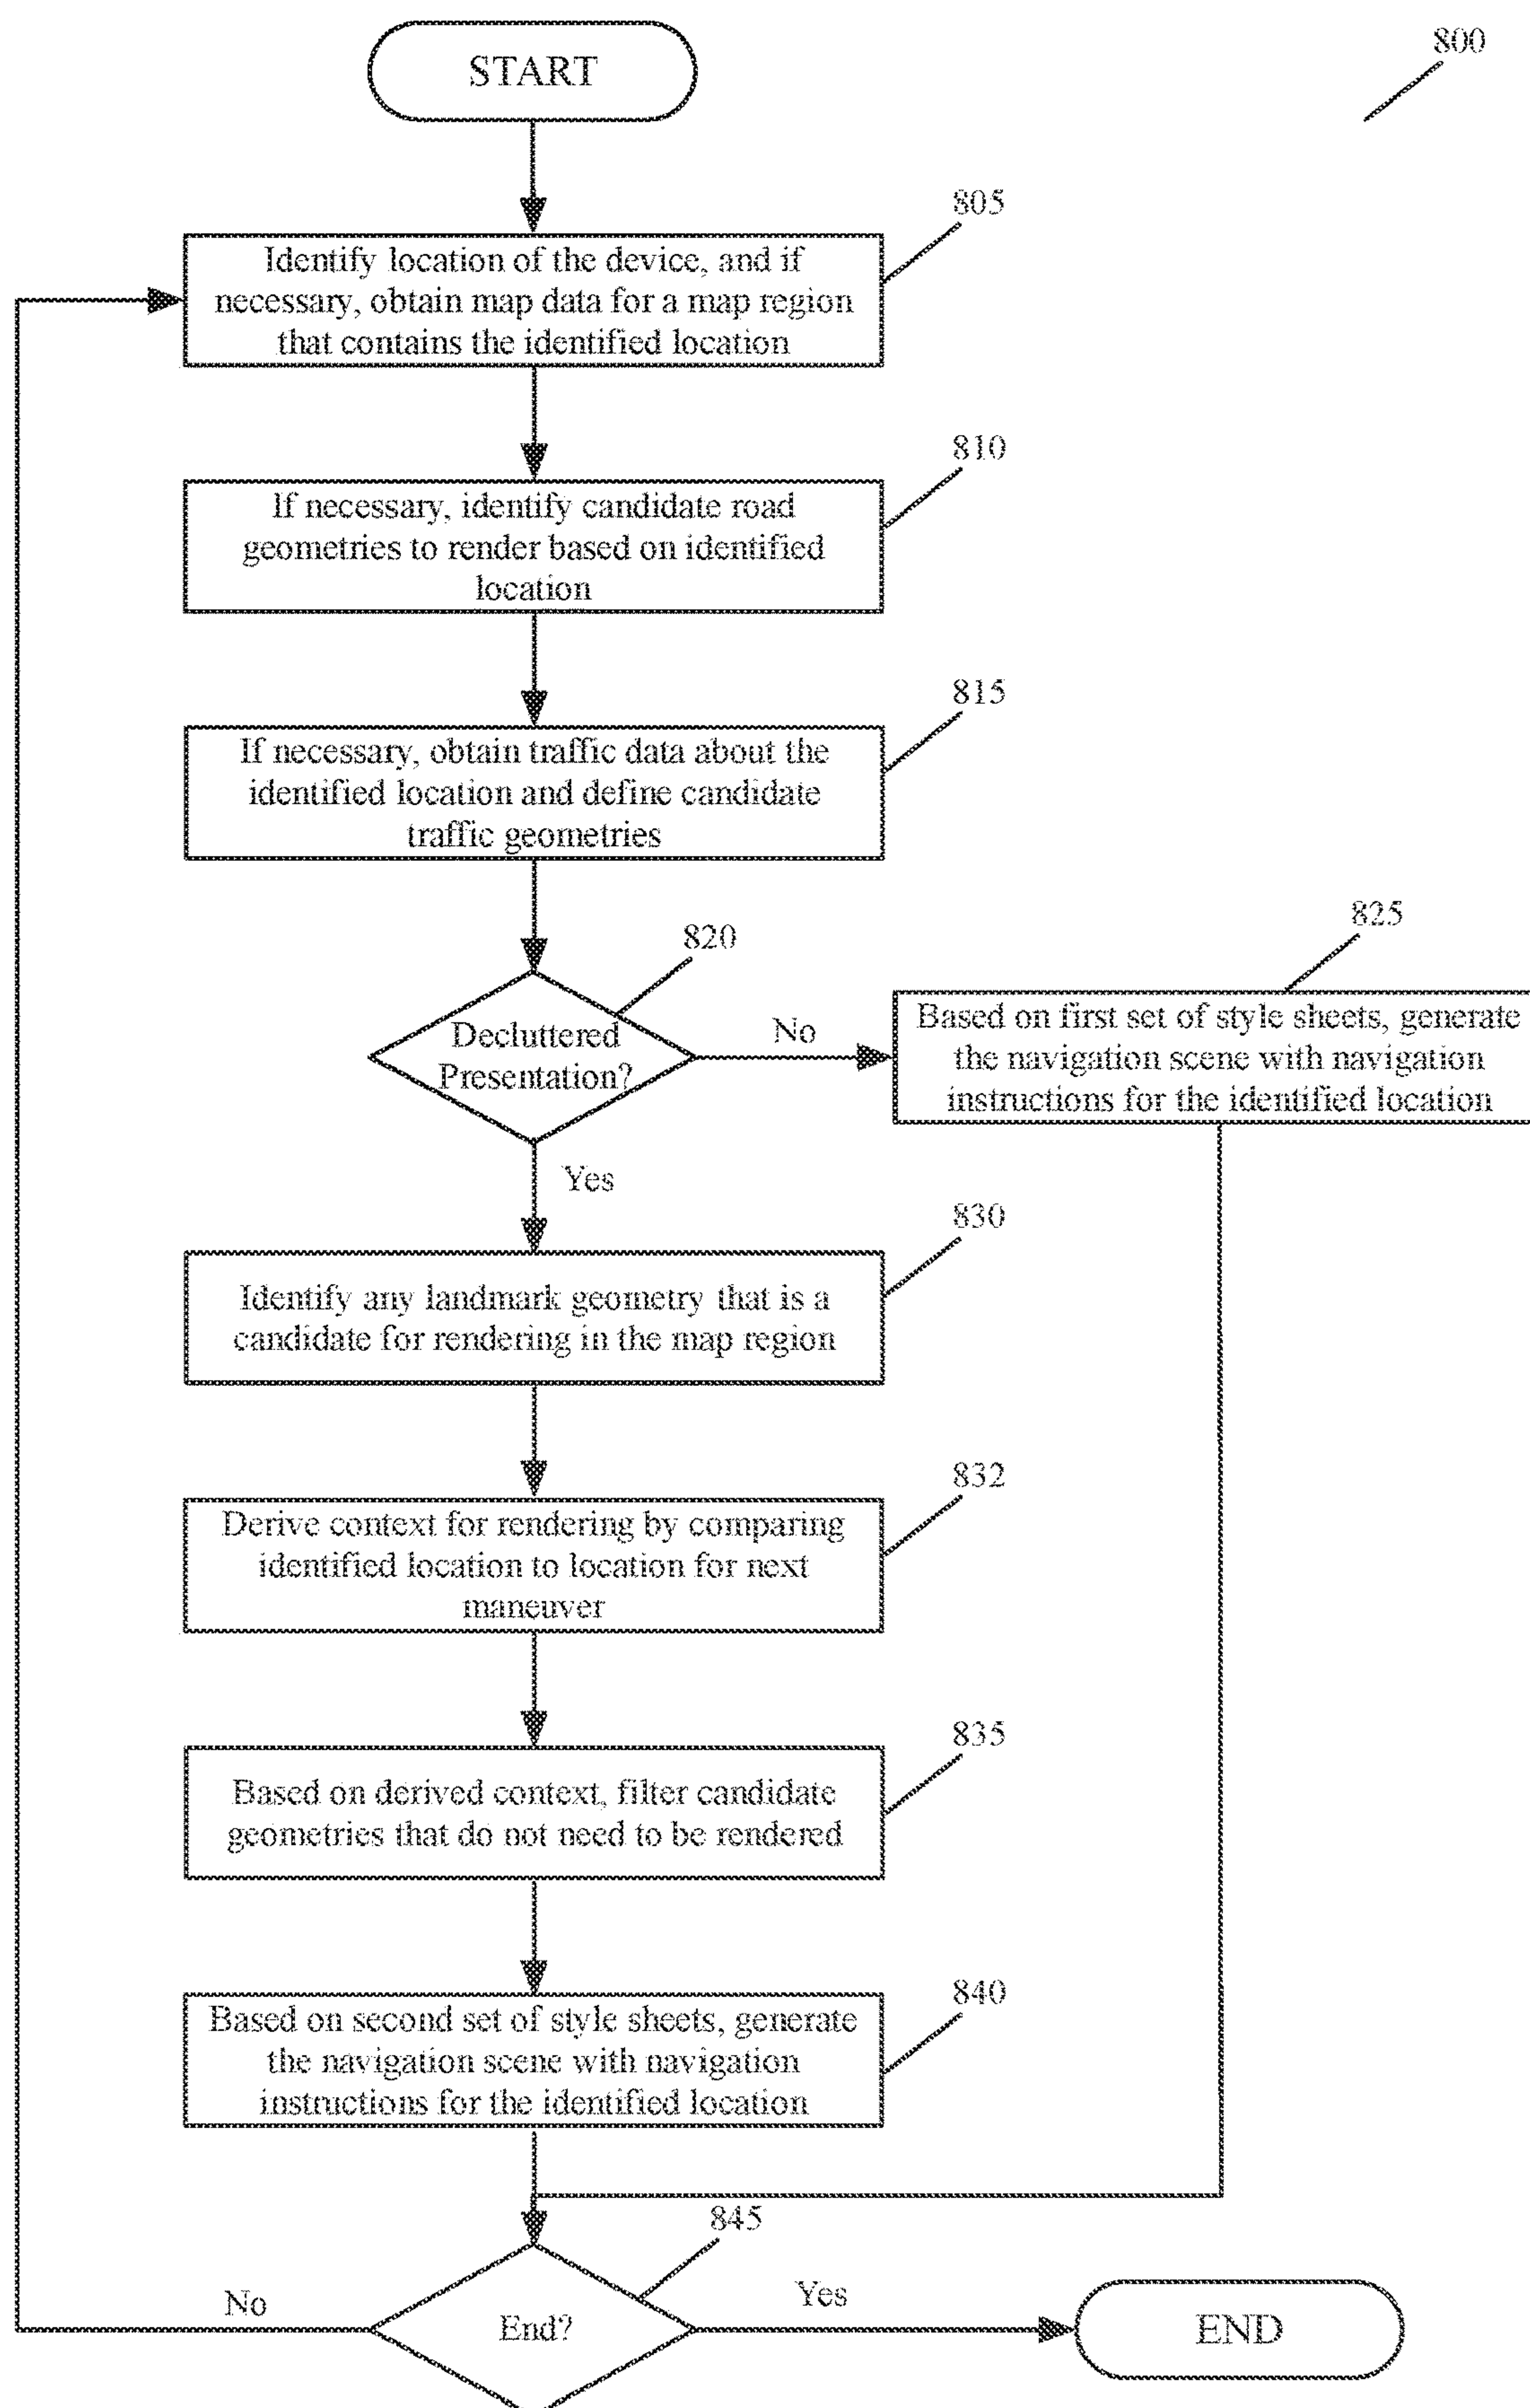 START
800
805
Identify location of the device, and if
necessary, obtain map data for a map region
that contains the identified location
810
If necessary, identify candidate road
geometries to render based on identified
location
815
If necessary, obtain traffic data about the
identified location and define candidate
traffic geometries
820
Decluttered
Presentation?
No
825
Based on first set of style sheets, generate
the navigation scene with navigation
instructions for the identified location
Yes
830
Identify any landmark geometry that is a
candidate for rendering in the map region
832
Derive context for rendering by comparing
identified location to location for next
maneuver
835
Based on derived context, filter candidate
geometries that do not need to be rendered
840
Based on second set of style sheets, generate
the navigation scene with navigation
instructions for the identified location
845
End?
No
Yes
END